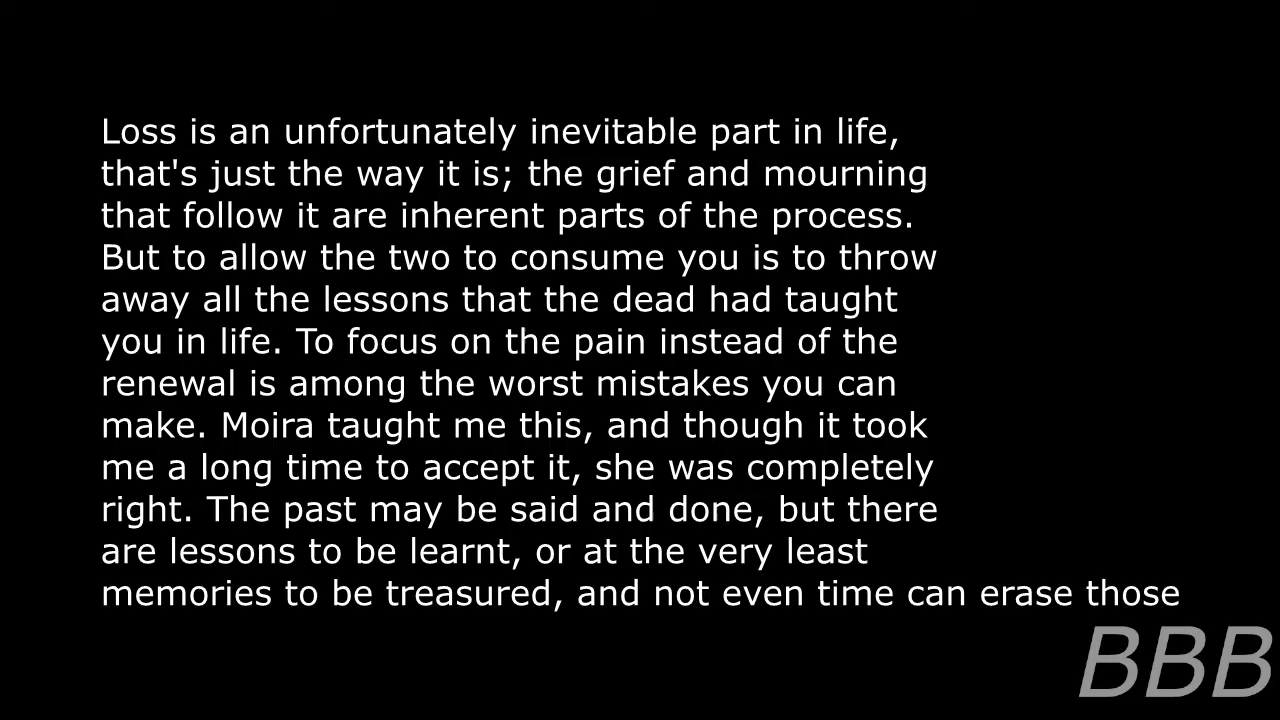 Loss is an unfortunately inevitable part in life,
that's just the way it is; the grief and mourning
that follow it are inherent parts of the process.
But to allow the two to consume you is to throw
away all the lessons that the dead had taught
you in life. To focus on the pain instead of the
renewal is among the worst mistakes you can
make. Moira taught me this, and though it took
me a long time to accept it, she was completely
right. The past may be said and done, but there
are lessons to be learnt, or at the very least
memories to be treasured, and not even time can erase those
BBB